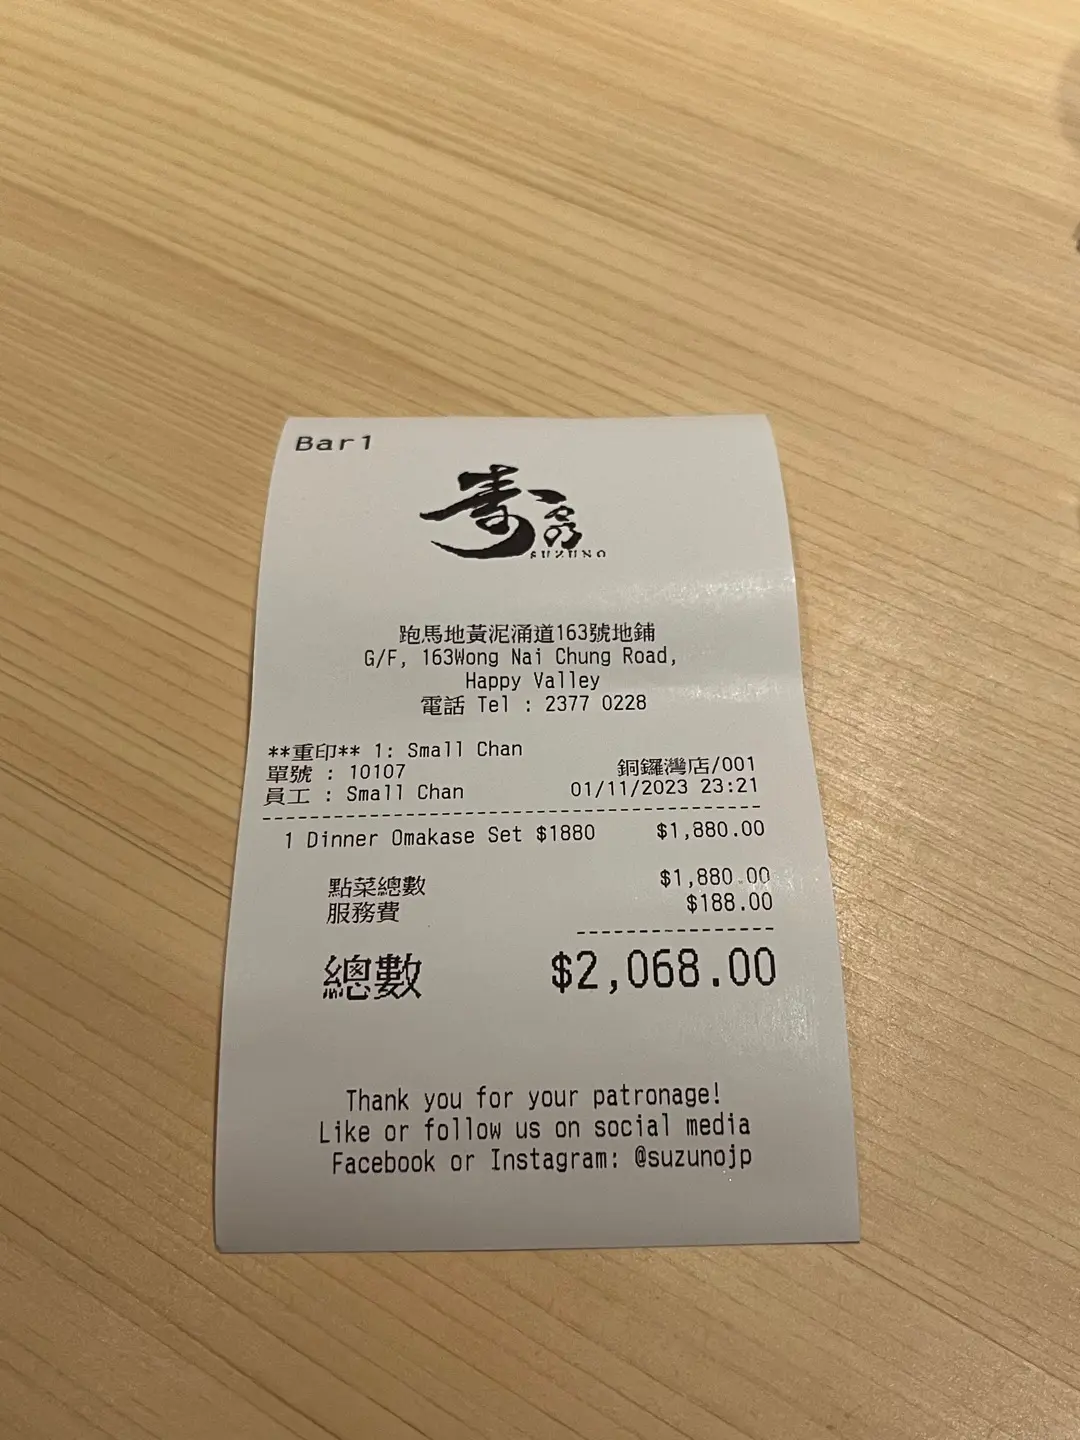 Bar1
SUZUNO
跑馬地黃泥涌道163號地鋪
G/F, 163Wong Nai Chung Road,
Happy Valley
電話 Tel : 2377 0228
**重印** 1: Small Chan
單號 : 10107 銅鑼灣店/001
員工 : Small Chan 01/11/2023 23:21
1 Dinner Omakase Set $1880 $1,880.00
點菜總數 $1,880.00
服務費 $188.00
總數 $2,068.00
Thank you for your patronage!
Like or follow us on social media
Facebook or Instagram: @suzunojp